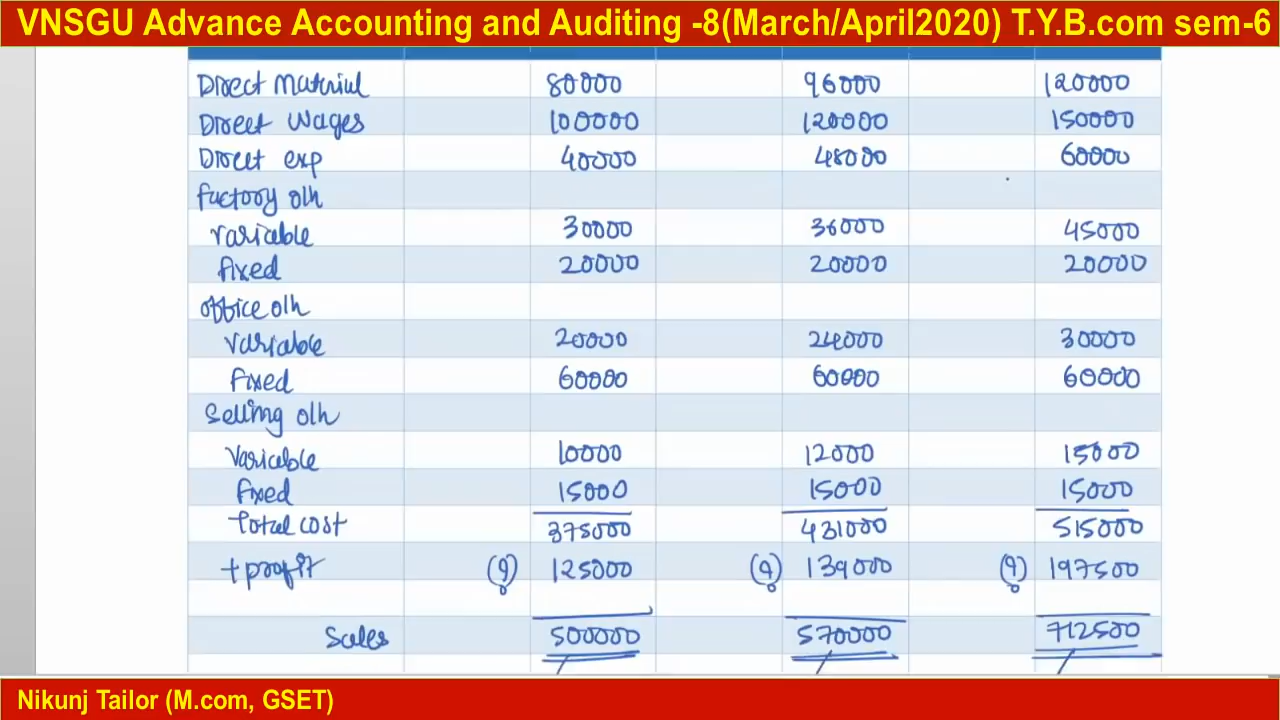 VNSGU Advance Accounting and Auditing -8(March/April2020) T.Y.B.com sem-6
Direct Material 80000 96000 120000
Direct Wages 100000 120000 150000
Direct exp 40000 48000 60000
factory o/h
variable 30000 36000 45000
fixed 20000 20000 20000
office o/h
variable 20000 24000 30000
fixed 60000 60000 60000
Selling o/h
variable 10000 12000 15000
fixed 15000 15000 15000
Total cost 375000 431000 515000
+ profit (?) 125000 (?) 139000 (?) 197500
Sales 500000 570000 712500
Nikunj Tailor (M.com, GSET)